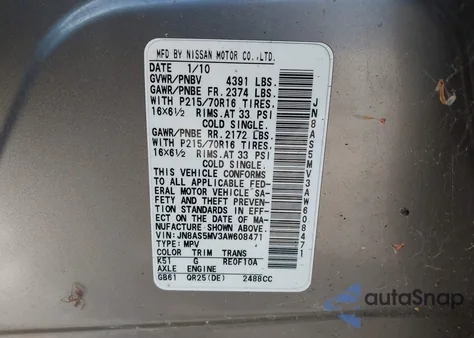 MFD BY NISSAN MOTOR CO.,LTD.
DATE 1/10
GVWR/PNBV 4391 LBS.
GAWR/PNBE FR. 2374 LBS.
WITH P215/70R16 TIRES.
16X6½ RIMS.AT 33 PSI
COLD SINGLE.
GAWR/PNBE RR. 2172 LBS.
WITH P215/70R16 TIRES.
16X6½ RIMS.AT 33 PSI
COLD SINGLE.
THIS VEHICLE CONFORMS
TO ALL APPLICABLE FED-
ERAL MOTOR VEHICLE SA-
FETY AND THEFT PREVEN-
TION STANDARDS IN EFF-
ECT ON THE DATE OF MA-
NUFACTURE SHOWN ABOVE.
VIN: JN8AS5MV3AW608471
TYPE: MPV
COLOR TRIM TRANS
K51 G RE0F10A
AXLE ENGINE
GB61 QR25(DE) 2488CC
JN8AS5MV3AW608471
autoSnap